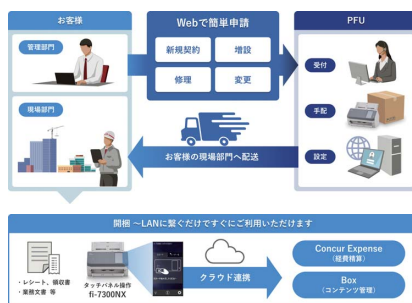 お客様
管理部門
現場部門
Webで簡単申請
新規契約
増設
修理
変更
PFU
受付
手配
設定
お客様の現場部門へ配送
開梱 ～LANに繋ぐだけですぐにご利用いただけます
・レシート、領収書
・業務文書 等
タッチパネル操作
fi-7300NX
クラウド連携
Concur Expense
（経費精算）
Box
（コンテンツ管理）